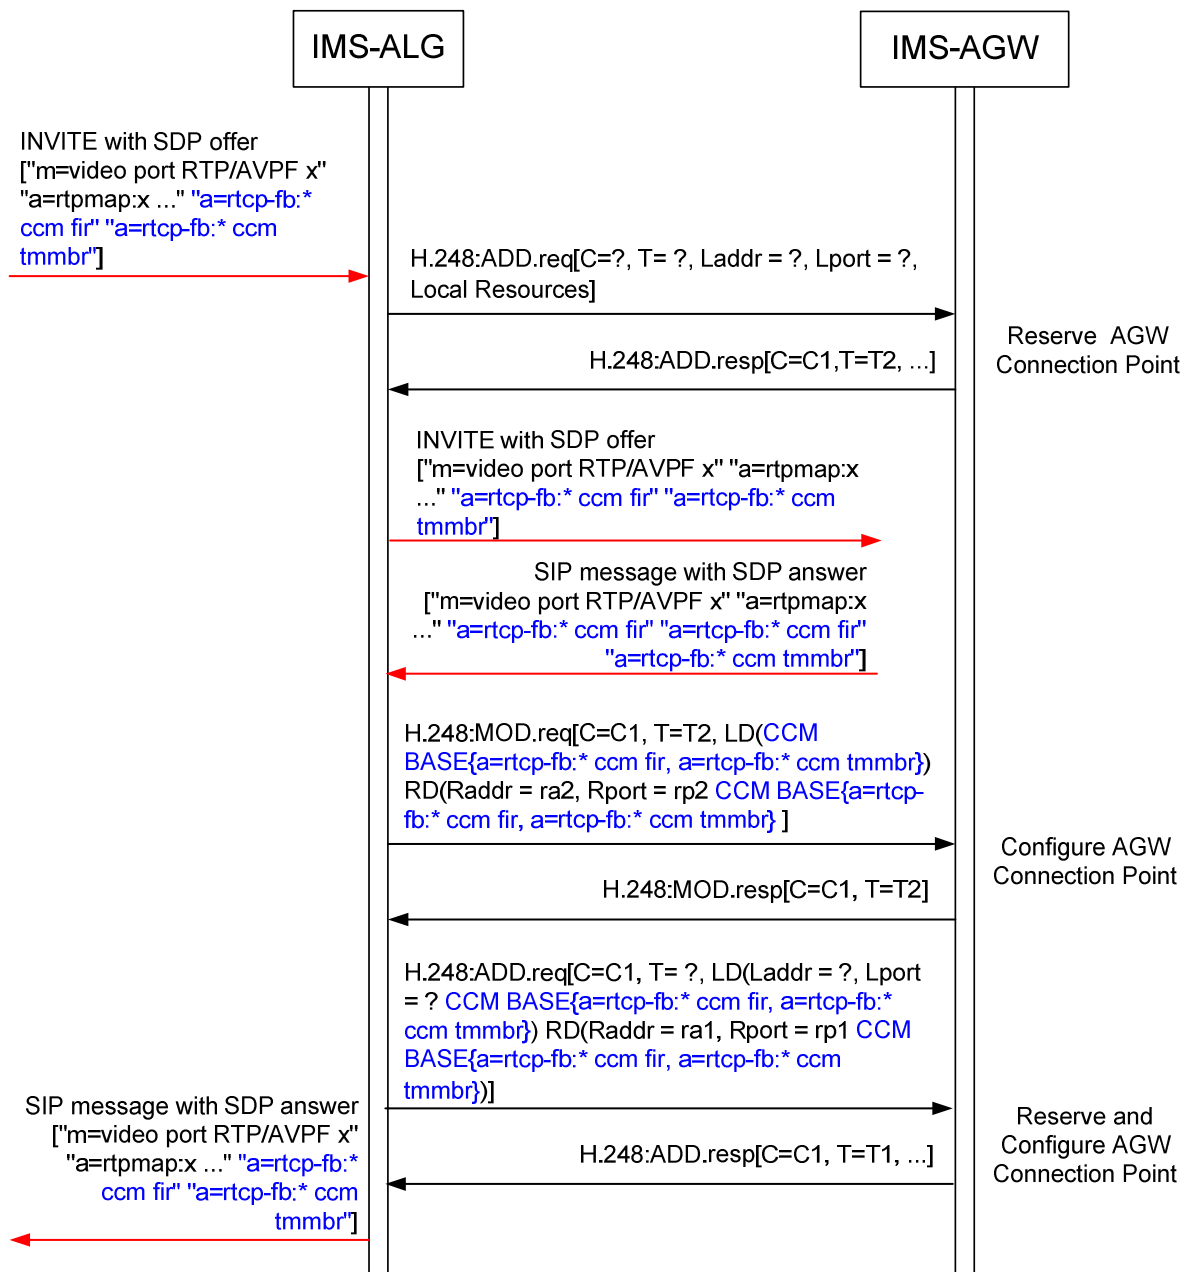 IMS-ALG
IMS-AGW
INVITE with SDP offer
["m=video port RTP/AVPF x"
"a=rtpmap:x ..." "a=rtcp-fb:*
ccm fir" "a=rtcp-fb:* ccm
tmmbr"]
H.248:ADD.req[C=?, T= ?, Laddr = ?, Lport = ?,
Local Resources]
Reserve AGW
Connection Point
H.248:ADD.resp[C=C1,T=T2, ...]
INVITE with SDP offer
["m=video port RTP/AVPF x" "a=rtpmap:x
..." "a=rtcp-fb:* ccm fir" "a=rtcp-fb:* ccm
tmmbr"]
SIP message with SDP answer
["m=video port RTP/AVPF x" "a=rtpmap:x
..." "a=rtcp-fb:* ccm fir" "a=rtcp-fb:* ccm fir"
"a=rtcp-fb:* ccm tmmbr"]
H.248:MOD.req[C=C1, T=T2, LD(CCM
BASE{a=rtcp-fb:* ccm fir, a=rtcp-fb:* ccm tmmbr})
RD(Raddr = ra2, Rport = rp2 CCM BASE{a=rtcp-
fb:* ccm fir, a=rtcp-fb:* ccm tmmbr} ]
Configure AGW
Connection Point
H.248:MOD.resp[C=C1, T=T2]
H.248:ADD.req[C=C1, T= ?, LD(Laddr = ?, Lport
= ? CCM BASE{a=rtcp-fb:* ccm fir, a=rtcp-fb:*
ccm tmmbr}) RD(Raddr = ra1, Rport = rp1 CCM
BASE{a=rtcp-fb:* ccm fir, a=rtcp-fb:* ccm
tmmbr})]
Reserve and
Configure AGW
Connection Point
H.248:ADD.resp[C=C1, T=T1, ...]
SIP message with SDP answer
["m=video port RTP/AVPF x"
"a=rtpmap:x ..." "a=rtcp-fb:*
ccm fir" "a=rtcp-fb:* ccm
tmmbr"]